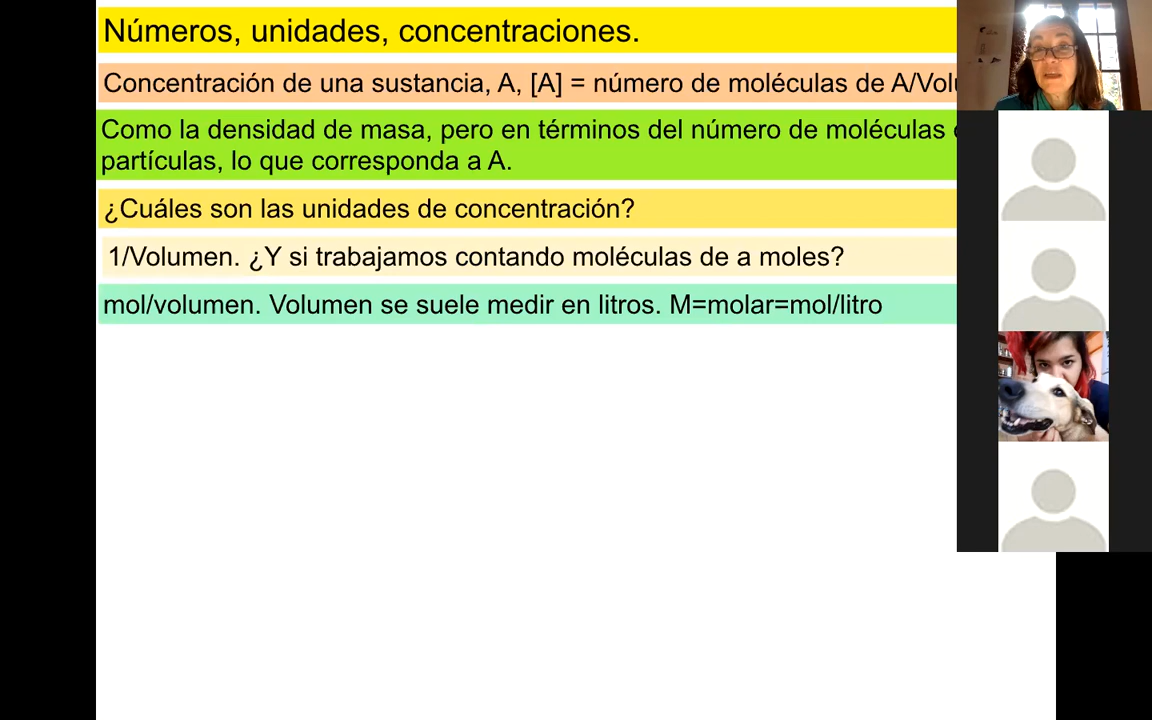 Números, unidades, concentraciones.
Concentración de una sustancia, A, [A] = número de moléculas de A/Volu
Como la densidad de masa, pero en términos del número de moléculas
partículas, lo que corresponda a A.
¿Cuáles son las unidades de concentración?
1/Volumen. ¿Y si trabajamos contando moléculas de a moles?
mol/volumen. Volumen se suele medir en litros. M=molar=mol/litro